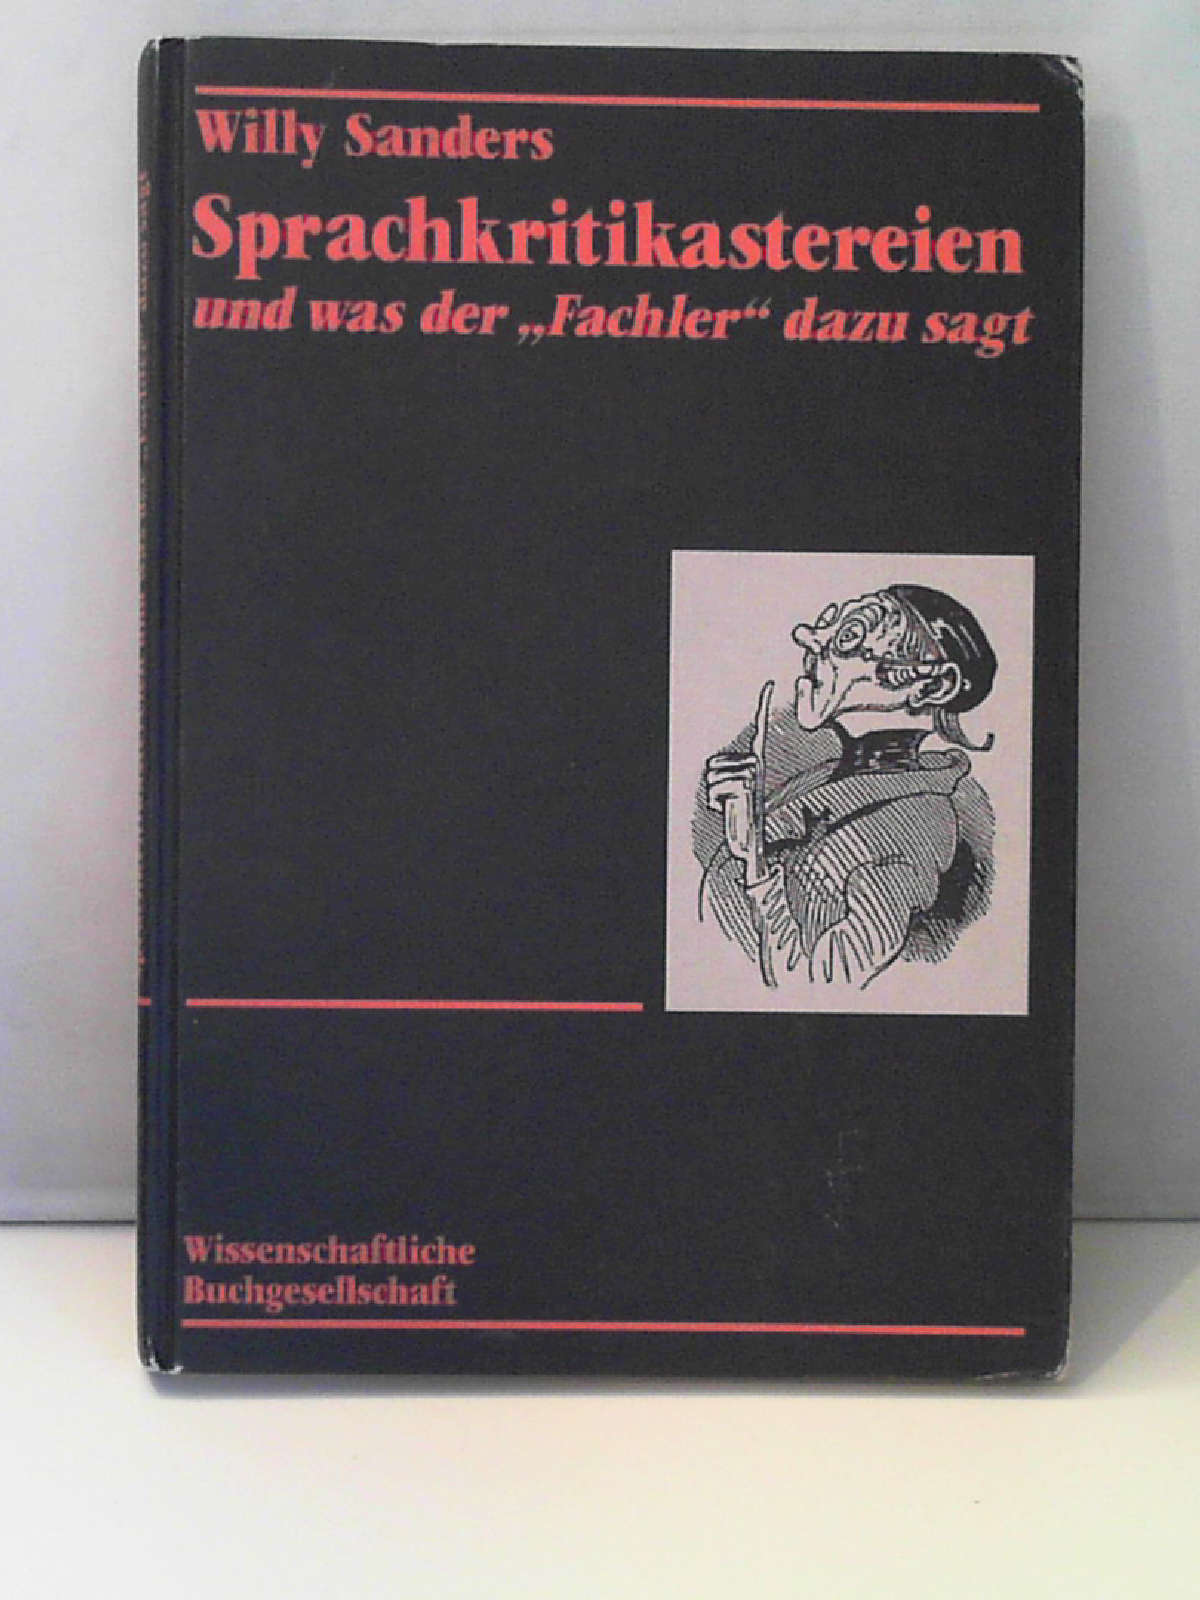 Willy Sanders
Sprachkritikastereien
und was der „Fachler“ dazu sagt
Wissenschaftliche
Buchgesellschaft